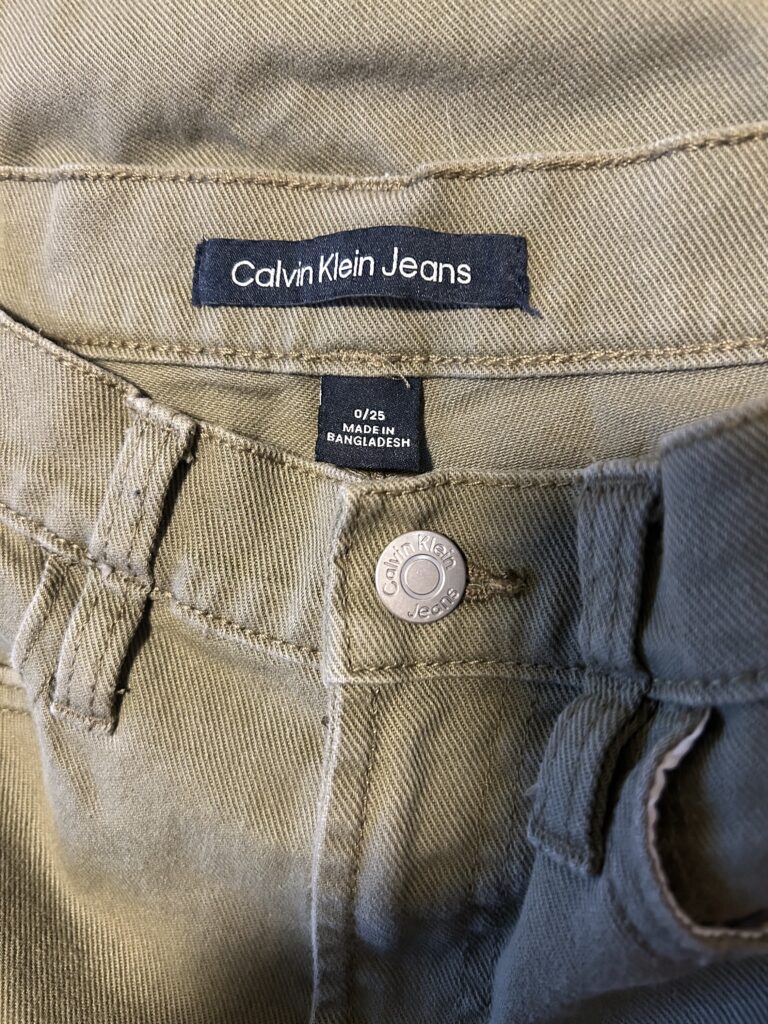 Calvin Klein Jeans
0/25
MADE IN
BANGLADESH
Calvin Klein
Jeans